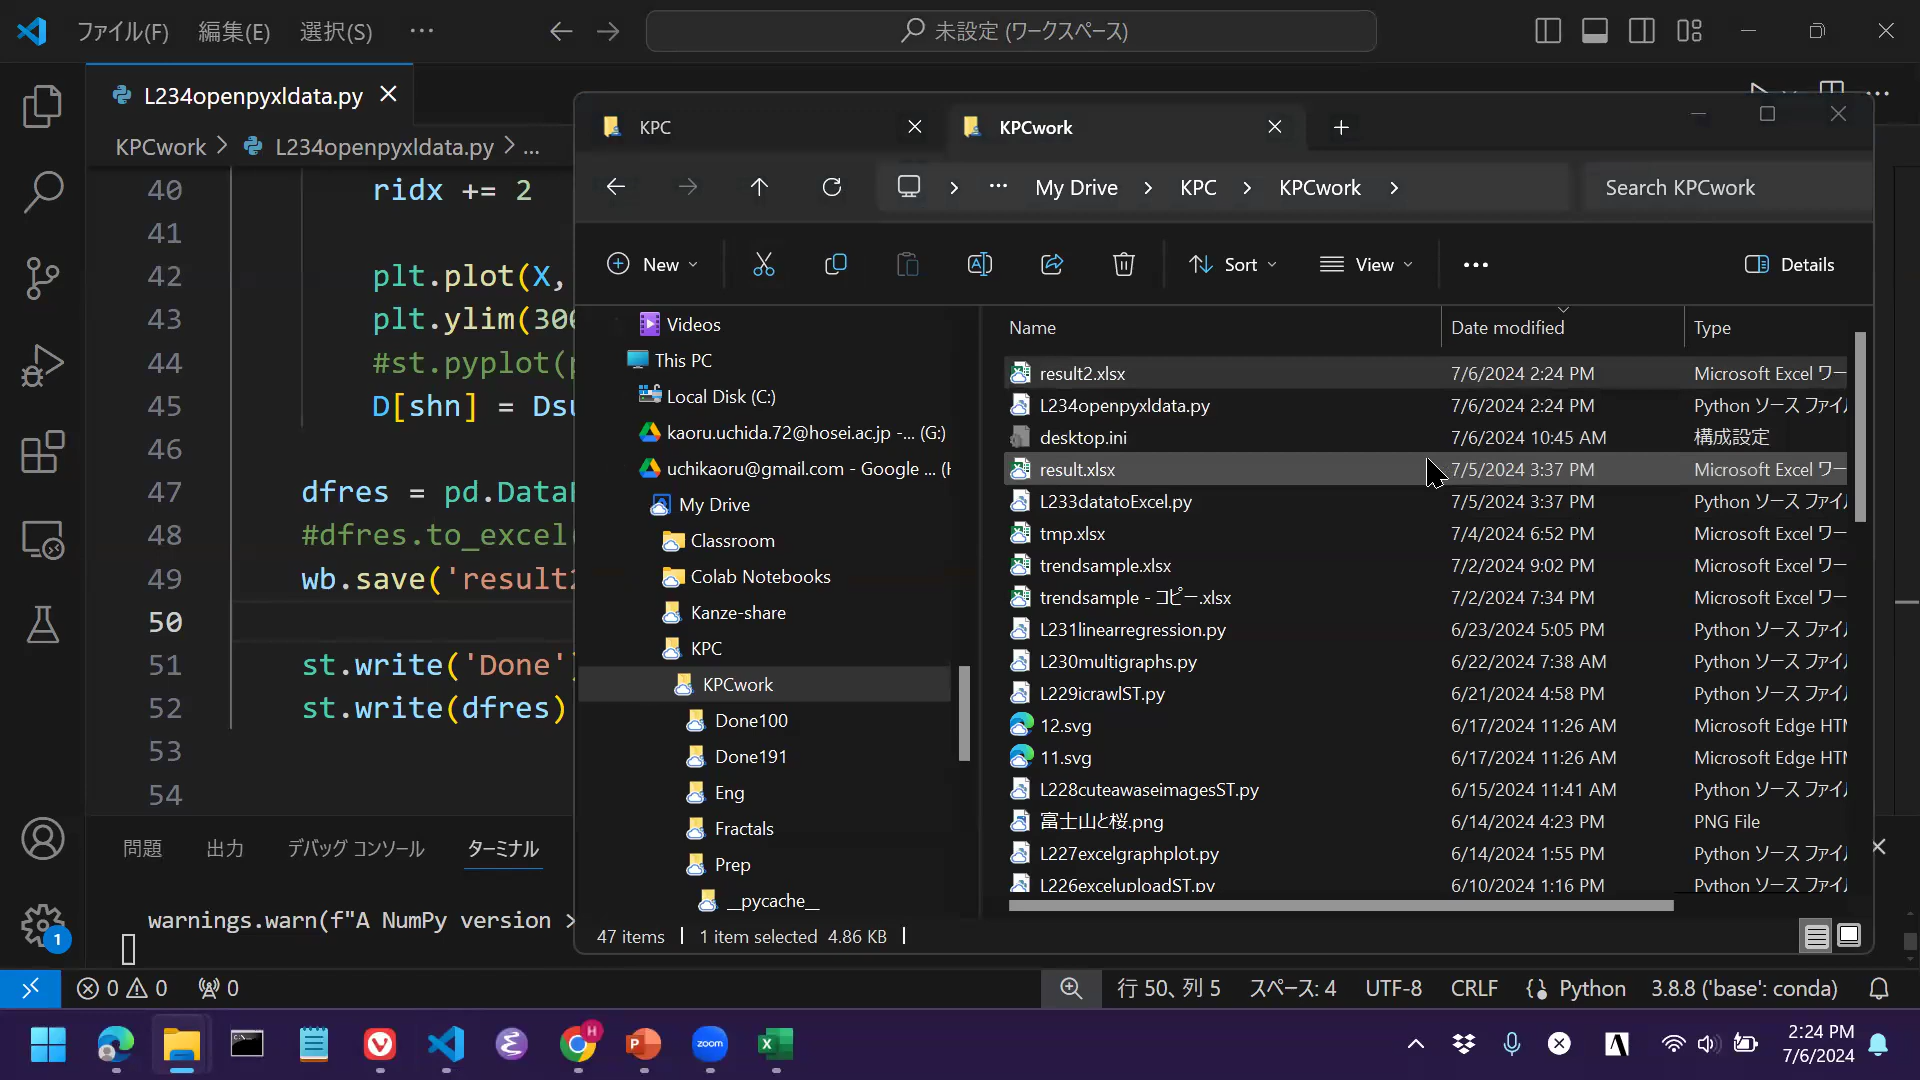 ファイル(F) 編集(E) 選択(S) ··· 未設定 (ワークスペース)
L234openpyxldata.py
KPCwork > L234openpyxldata.py > ...
40 ridx += 2
41
42 plt.plot(X,
43 plt.ylim(300
44 #st.pyplot(p
45 D[shn] = Dsu
46
47 dfres = pd.DataF
48 #dfres.to_excel(
49 wb.save('result2
50
51 st.write('Done')
52 st.write(dfres)
53
54
問題 出力 デバッグ コンソール ターミナル
warnings.warn(f"A NumPy version >
KPC KPCwork
My Drive > KPC > KPCwork > Search KPCwork
New Sort View ··· Details
Videos
This PC
Local Disk (C:)
kaoru.uchida.72@hosei.ac.jp -... (G:)
uchikaoru@gmail.com - Google ... (H
My Drive
Classroom
Colab Notebooks
Kanze-share
KPC
KPCwork
Done100
Done191
Eng
Fractals
Prep
__pycache__
Name Date modified Type
result2.xlsx 7/6/2024 2:24 PM Microsoft Excel ワー
L234openpyxldata.py 7/6/2024 2:24 PM Python ソース ファイル
desktop.ini 7/6/2024 10:45 AM 構成設定
result.xlsx 7/5/2024 3:37 PM Microsoft Excel ワー
L233datatoExcel.py 7/5/2024 3:37 PM Python ソース ファイル
tmp.xlsx 7/4/2024 6:52 PM Microsoft Excel ワー
trendsample.xlsx 7/2/2024 9:02 PM Microsoft Excel ワー
trendsample - コピー.xlsx 7/2/2024 7:34 PM Microsoft Excel ワー
L231linearregression.py 6/23/2024 5:05 PM Python ソース ファイル
L230multigraphs.py 6/22/2024 7:38 AM Python ソース ファイル
L229icrawlST.py 6/21/2024 4:58 PM Python ソース ファイル
12.svg 6/17/2024 11:26 AM Microsoft Edge HTM
11.svg 6/17/2024 11:26 AM Microsoft Edge HTM
L228cuteawaseimagesST.py 6/15/2024 11:41 AM Python ソース ファイル
富士山と桜.png 6/14/2024 4:23 PM PNG File
L227excelgraphplot.py 6/14/2024 1:55 PM Python ソース ファイル
L226exceluploadST.py 6/10/2024 1:16 PM Python ソース ファイル
47 items 1 item selected 4.86 KB
1
0 0 0 行 50、列 5 スペース: 4 UTF-8 CRLF Python 3.8.8 ('base': conda)
H zoom 2:24 PM
7/6/2024